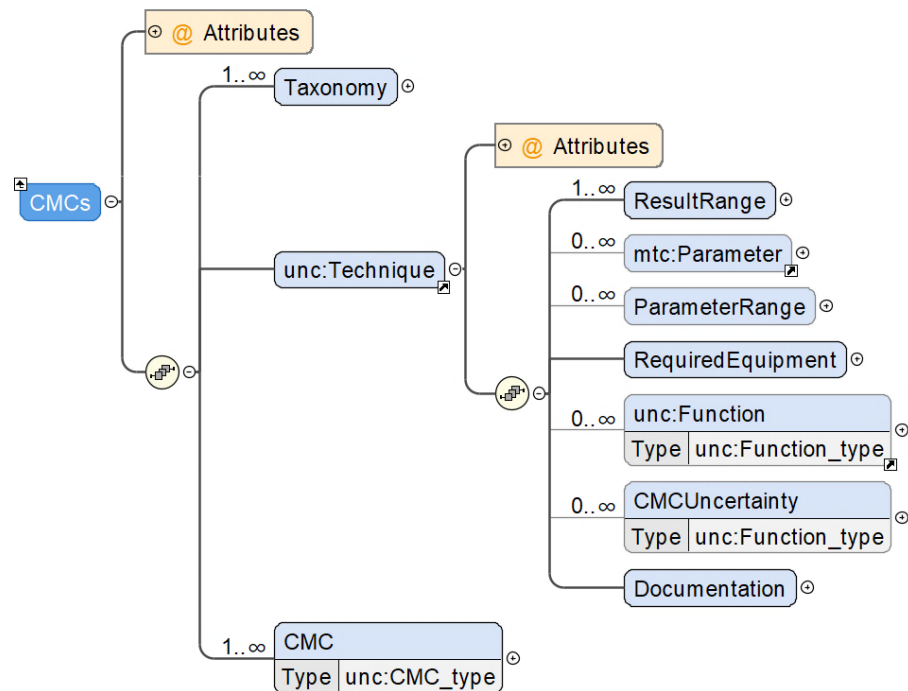 @ Attributes
1..∞
Taxonomy
@ Attributes
1..∞
ResultRange
CMCs
0..∞
mtc:Parameter
unc:Technique
0..∞
ParameterRange
RequiredEquipment
0..∞
unc:Function
Type unc:Function_type
0..∞
CMCUncertainty
Type unc:Function_type
Documentation
1..∞
CMC
Type unc:CMC_type